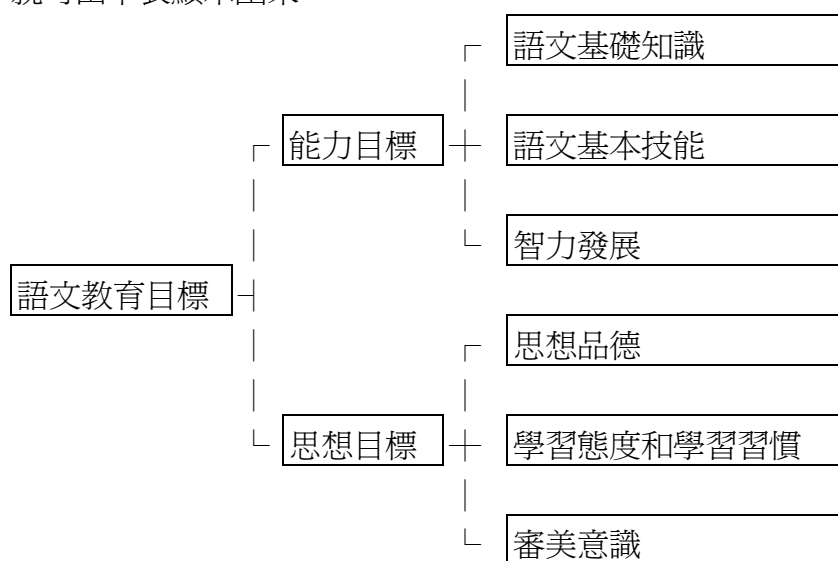 語文基礎知識
能力目標
語文基本技能
智力發展
語文教育目標
思想品德
思想目標
學習態度和學習習慣
審美意識